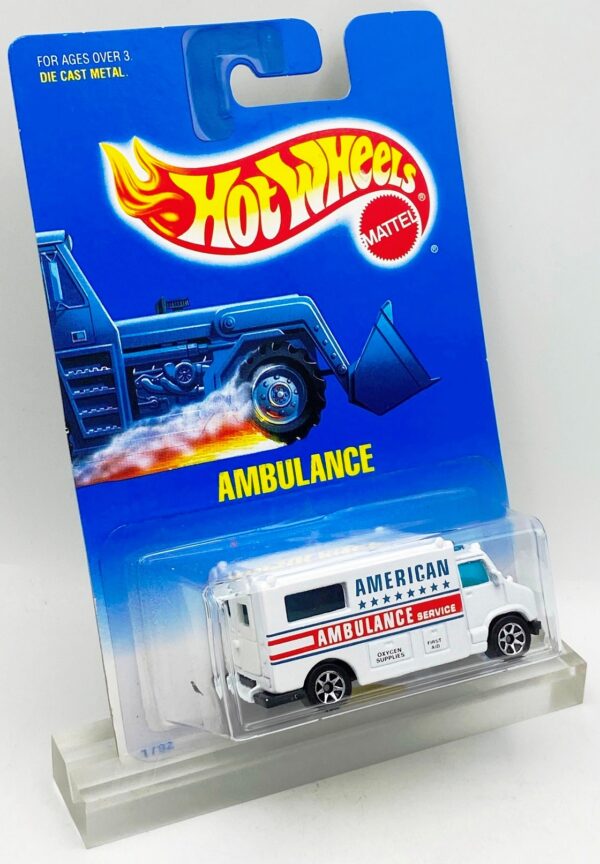 FOR AGES OVER 3.
DIE CAST METAL.
HOT WHEELS®
MATTEL
®
AMBULANCE
AMERICAN
AMBULANCE SERVICE
OXYGEN
SUPPLIES
FIRST
AID